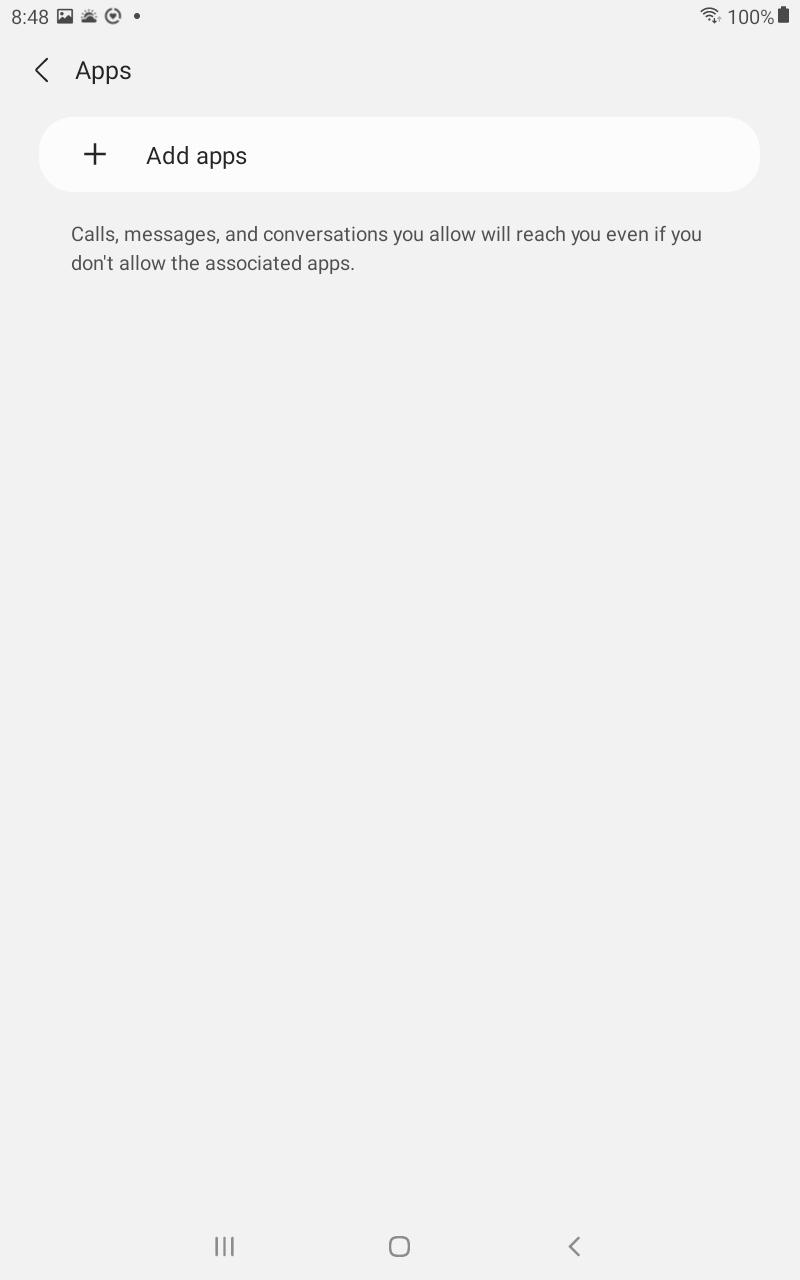 8:48
100%
Apps
Add apps
Calls, messages, and conversations you allow will reach you even if you
don't allow the associated apps.